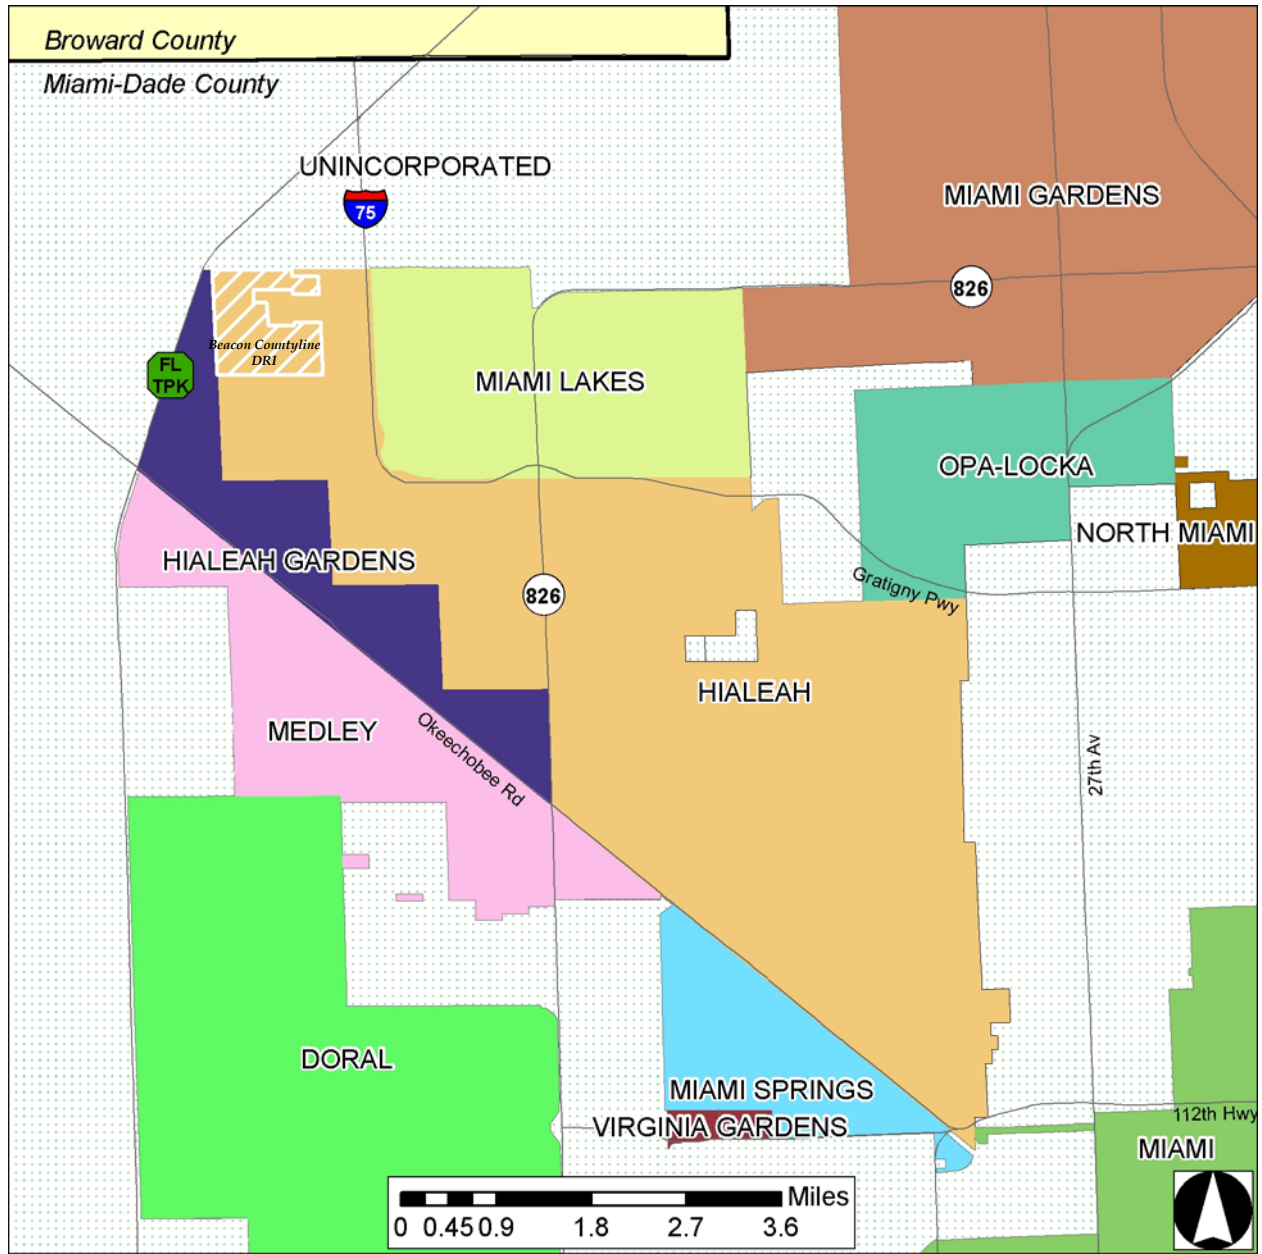 Broward County
Miami-Dade County
UNINCORPORATED
75
MIAMI GARDENS
826
Beacon Countyline
DRI
FL
TPK
MIAMI LAKES
OPA-LOCKA
NORTH MIAMI
HIALEAH GARDENS
826
Gratigny Pwy
HIALEAH
MEDLEY
Okeechobee Rd
27th Av
DORAL
MIAMI SPRINGS
112th Hwy
VIRGINIA GARDENS
MIAMI
Miles
0 0.45 0.9 1.8 2.7 3.6